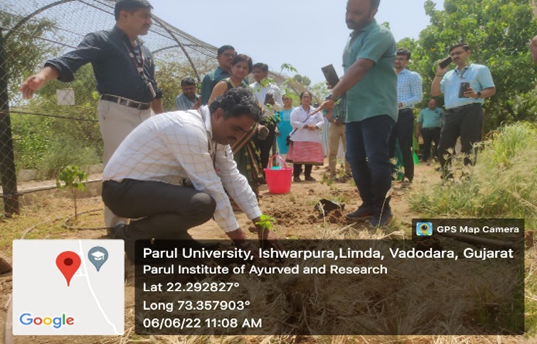 GPS Map Camera
Parul University, Ishwarpura,Limda, Vadodara, Gujarat
Parul Institute of Ayurved and Research
Lat 22.292827°
Long 73.357903°
06/06/22 11:08 AM
Google